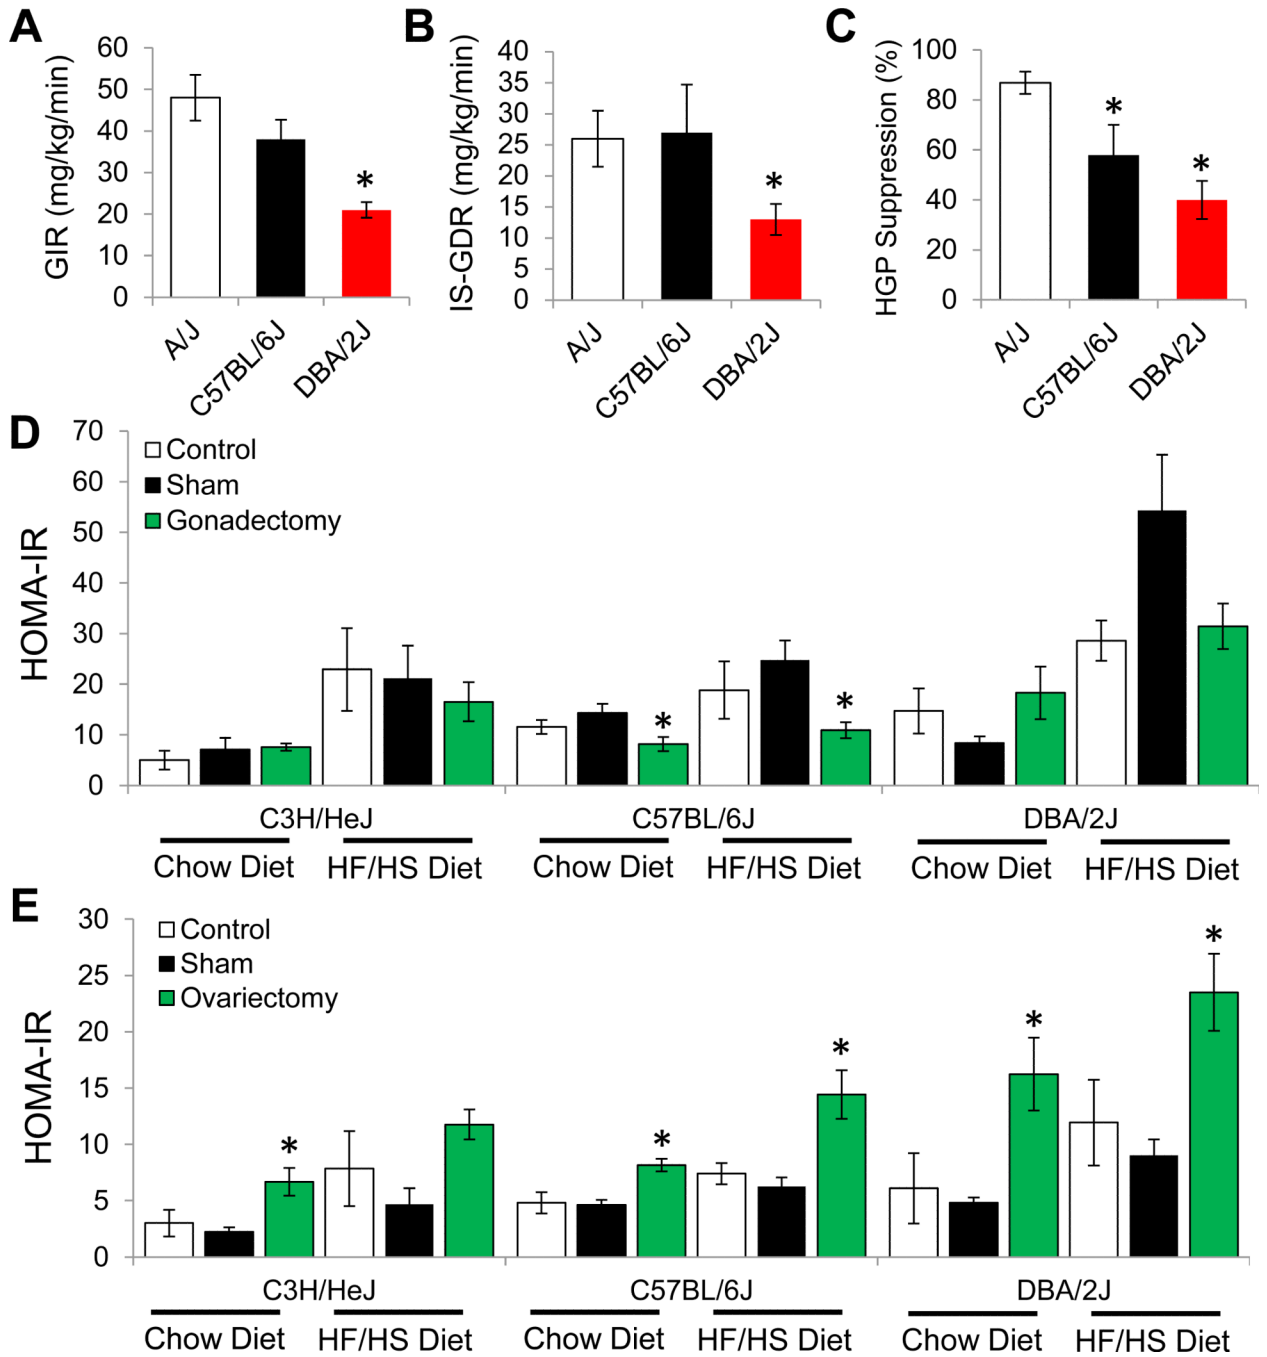 A
GIR (mg/kg/min)
60
50
40
30
20
10
0
*
A/J
C57BL/6J
DBA/2J
B
IS-GDR (mg/kg/min)
40
35
30
25
20
15
10
5
0
*
A/J
C57BL/6J
DBA/2J
C
HGP Suppression (%)
100
80
60
40
20
0
*
*
A/J
C57BL/6J
DBA/2J
D
HOMA-IR
70
60
50
40
30
20
10
0
Control
Sham
Gonadectomy
*
*
C3H/HeJ
C57BL/6J
DBA/2J
Chow Diet
HF/HS Diet
Chow Diet
HF/HS Diet
Chow Diet
HF/HS Diet
E
HOMA-IR
30
25
20
15
10
5
0
Control
Sham
Ovariectomy
*
*
*
*
*
C3H/HeJ
C57BL/6J
DBA/2J
Chow Diet
HF/HS Diet
Chow Diet
HF/HS Diet
Chow Diet
HF/HS Diet